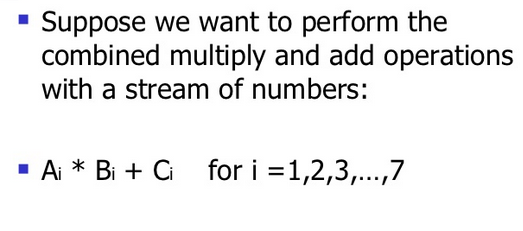 ▪ Suppose we want to perform the
combined multiply and add operations
with a stream of numbers:
▪ Ai * Bi + Ci for i =1,2,3,...,7